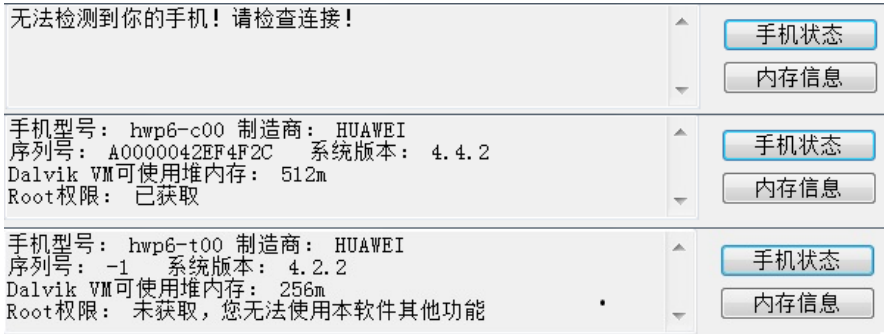 无法检测到你的手机！请检查连接！
手机状态
内存信息
手机型号： hwp6-c00 制造商： HUAWEI
序列号： A0000042EF4F2C 系统版本： 4.4.2
Dalvik VM可使用堆内存： 512m
Root权限： 已获取
手机状态
内存信息
手机型号： hwp6-t00 制造商： HUAWEI
序列号： -1 系统版本： 4.2.2
Dalvik VM可使用堆内存： 256m
Root权限： 未获取，您无法使用本软件其他功能
手机状态
内存信息